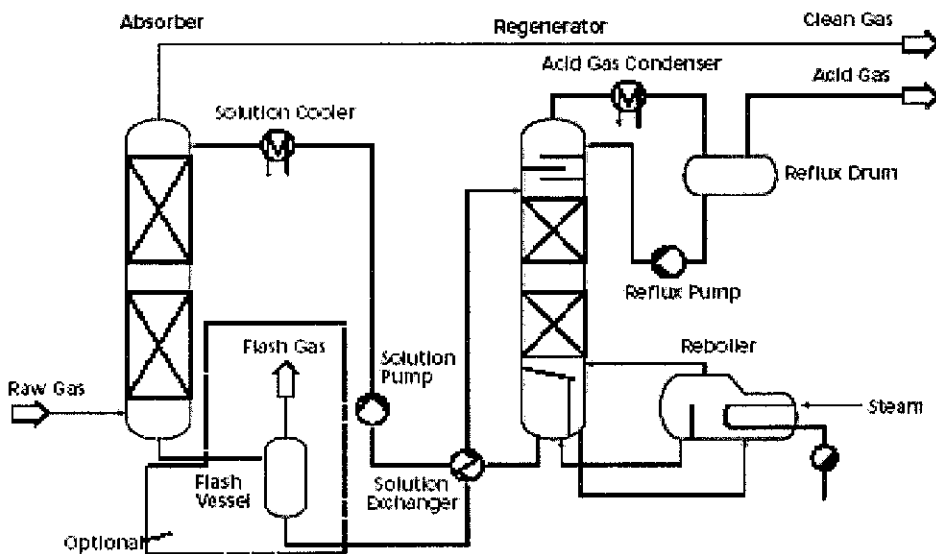 Absorber
Regenerator
Clean Gas
Acid Gas Condenser
Acid Gas
Solution Cooler
Reflux Drum
Reflux Pump
Flash Gas
Solution
Pump
Reboiler
Raw Gas
Steam
Flash
Vessel
Solution
Exchanger
Optional